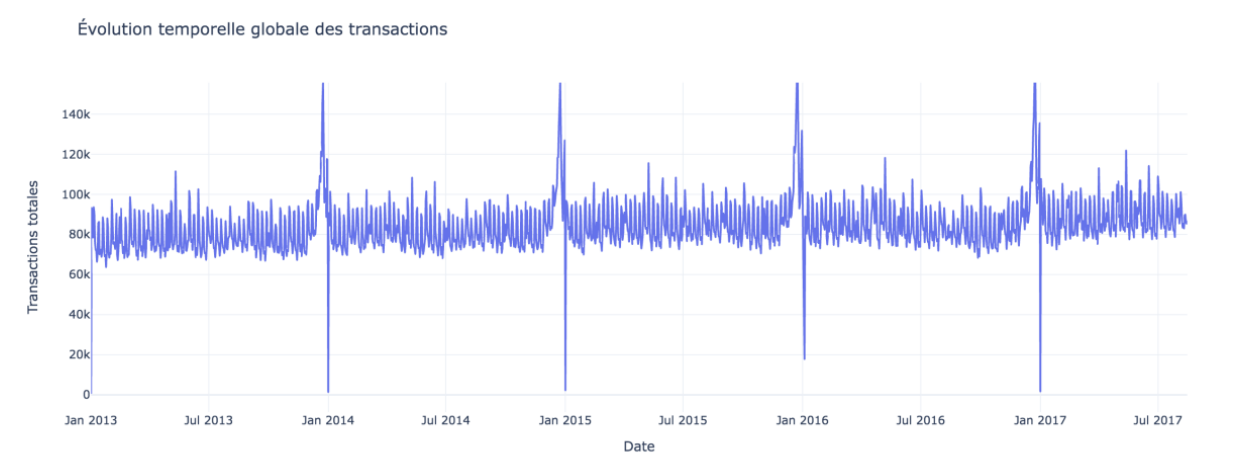 Évolution temporelle globale des transactions
Transactions totales
140k
120k
100k
80k
60k
40k
20k
0
Jan 2013
Jul 2013
Jan 2014
Jul 2014
Jan 2015
Jul 2015
Jan 2016
Jul 2016
Jan 2017
Jul 2017
Date